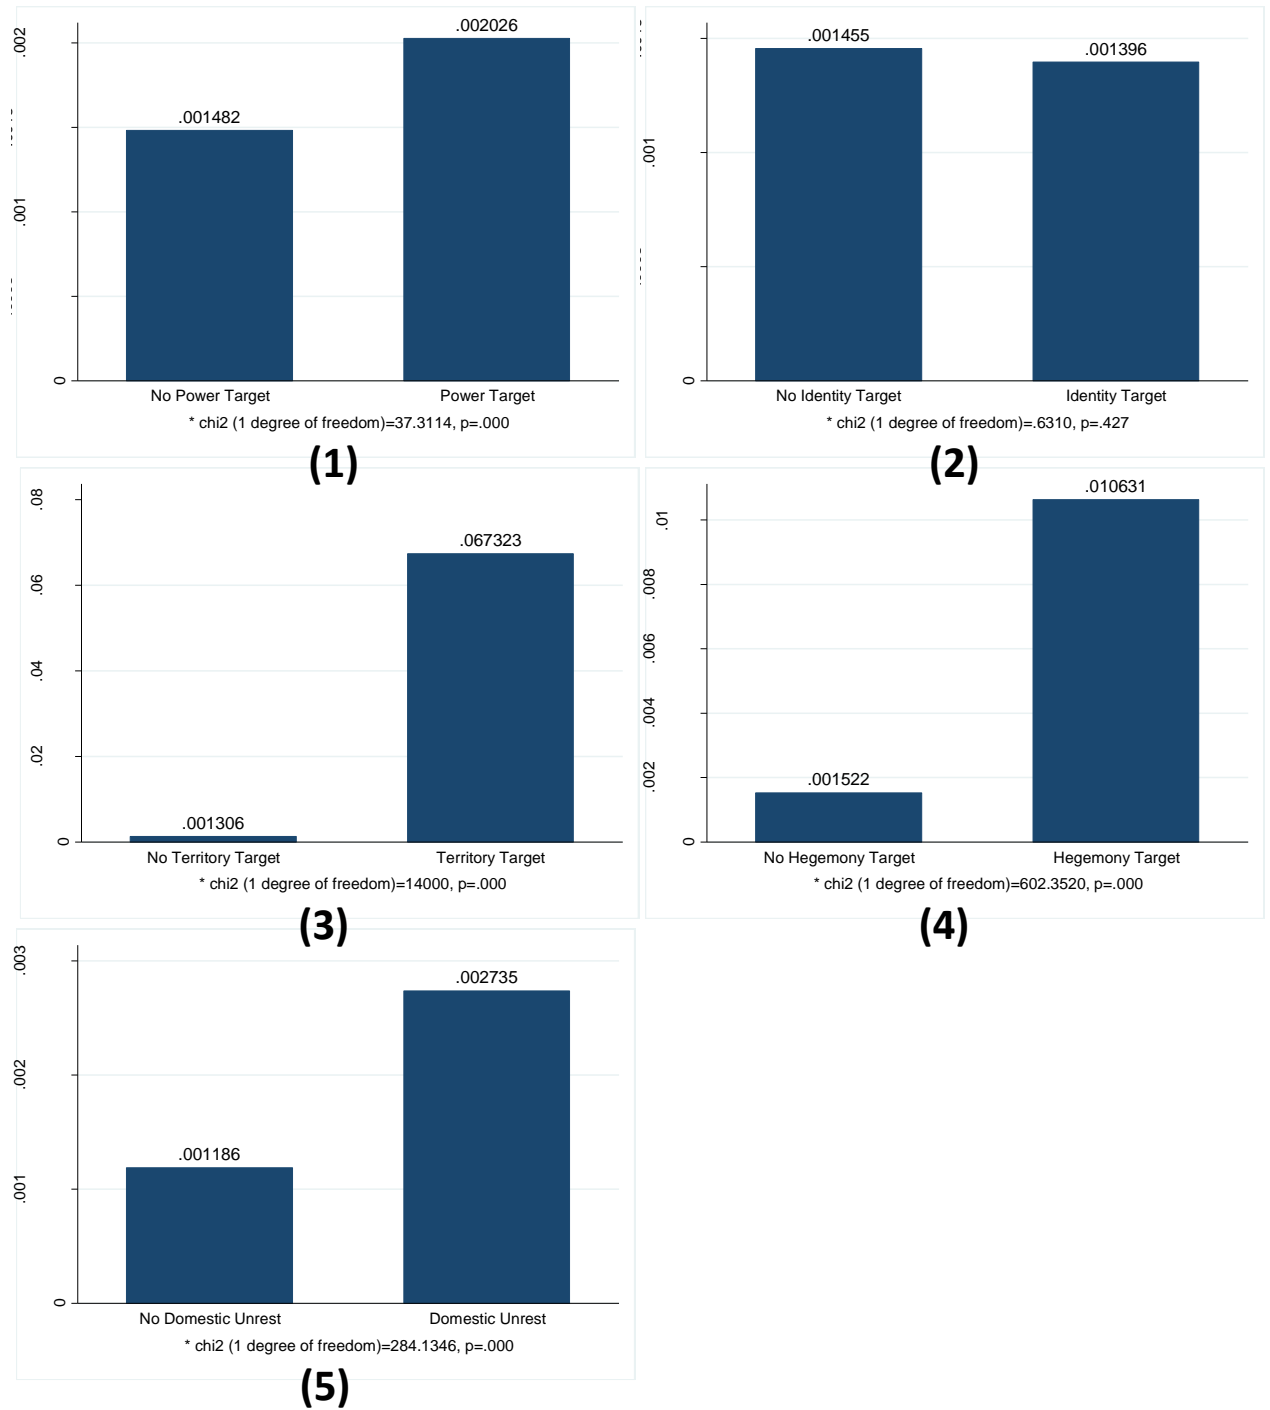 .002
.001
0
.001482
.002026
No Power Target
Power Target
* chi2 (1 degree of freedom)=37.3114, p=.000
(1)
.001
0
.001455
.001396
No Identity Target
Identity Target
* chi2 (1 degree of freedom)=.6310, p=.427
(2)
.08
.06
.04
.02
0
.001306
.067323
No Territory Target
Territory Target
* chi2 (1 degree of freedom)=14000, p=.000
(3)
.01
.008
.006
.004
.002
0
.001522
.010631
No Hegemony Target
Hegemony Target
* chi2 (1 degree of freedom)=602.3520, p=.000
(4)
.003
.002
.001
0
.001186
.002735
No Domestic Unrest
Domestic Unrest
* chi2 (1 degree of freedom)=284.1346, p=.000
(5)